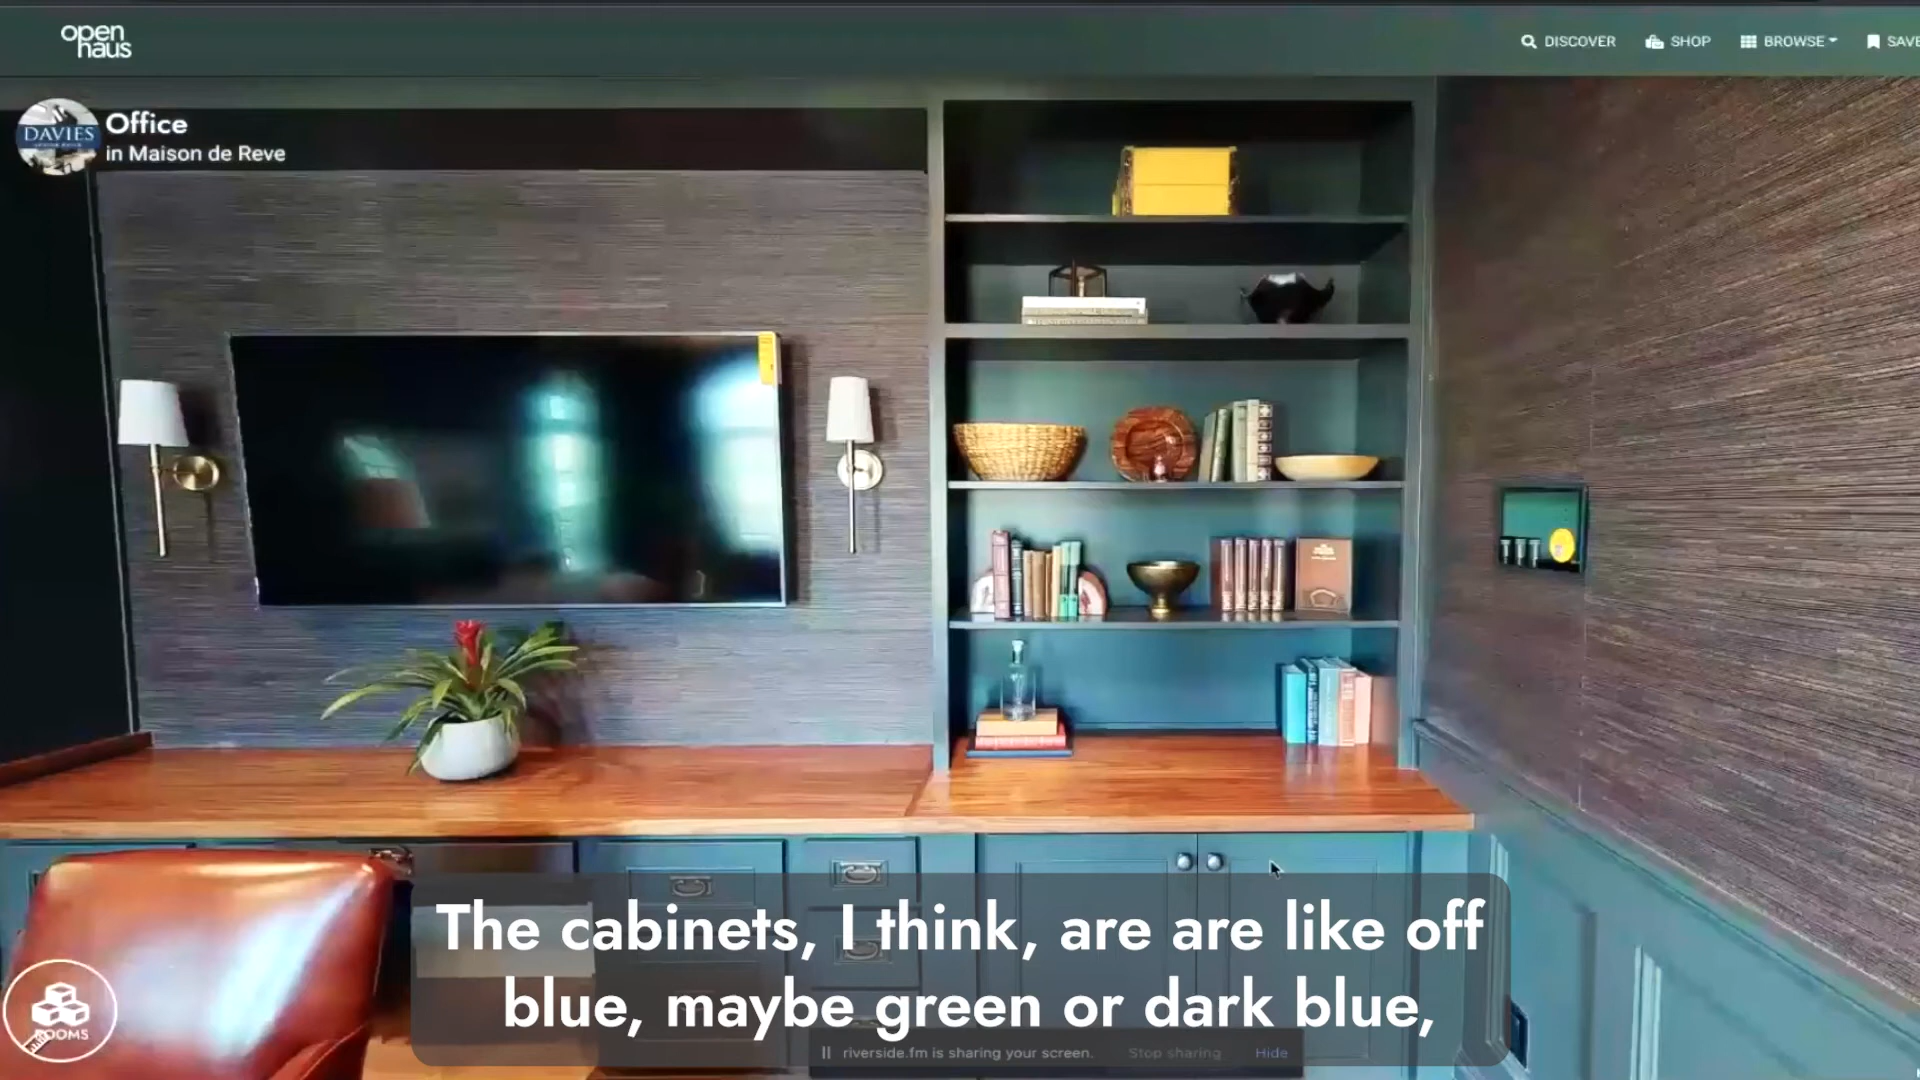 open
haus
DISCOVER
SHOP
BROWSE
SAVE
DAVIES
Office
in Maison de Reve
ROOMS
The cabinets, I think, are are like off
blue, maybe green or dark blue,
riverside.fm is sharing your screen.
Stop sharing
Hide